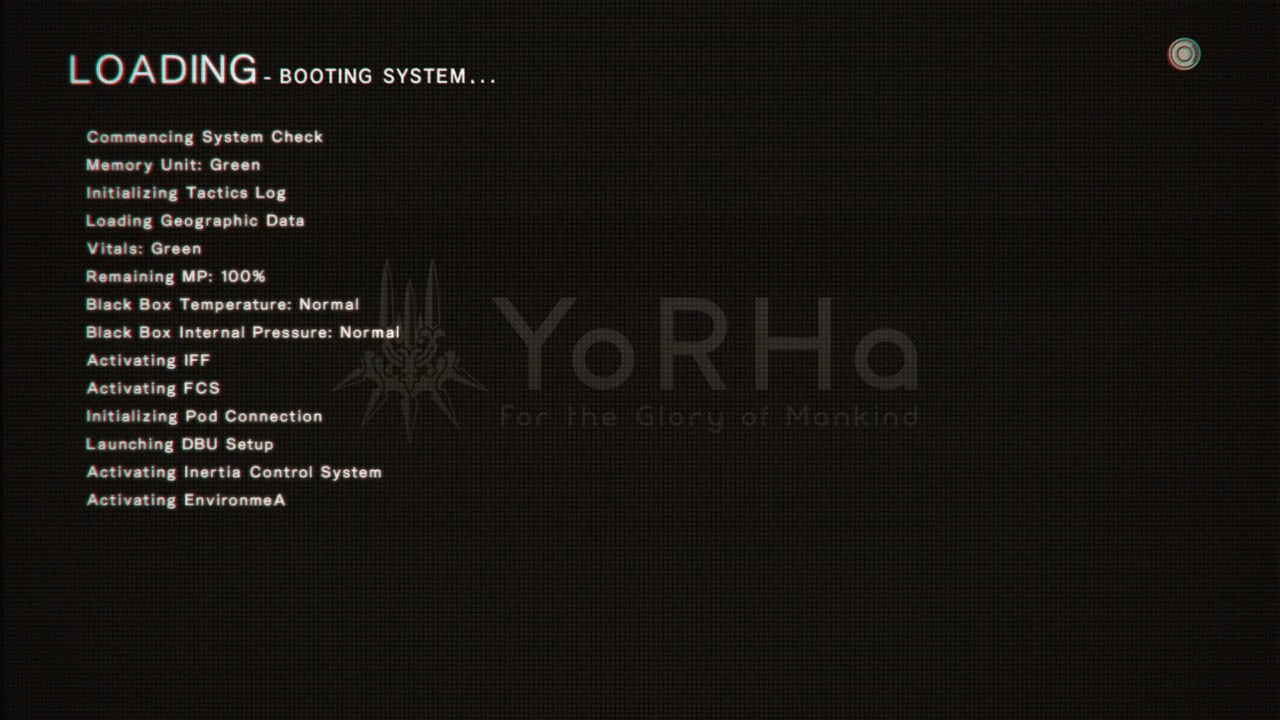 LOADING - BOOTING SYSTEM...
Commencing System Check
Memory Unit: Green
Initializing Tactics Log
Loading Geographic Data
Vitals: Green
Remaining MP: 100%
Black Box Temperature: Normal
Black Box Internal Pressure: Normal
Activating IFF
Activating FCS
Initializing Pod Connection
Launching DBU Setup
Activating Inertia Control System
Activating EnvironmeA
YoRHa
For the Glory of Mankind